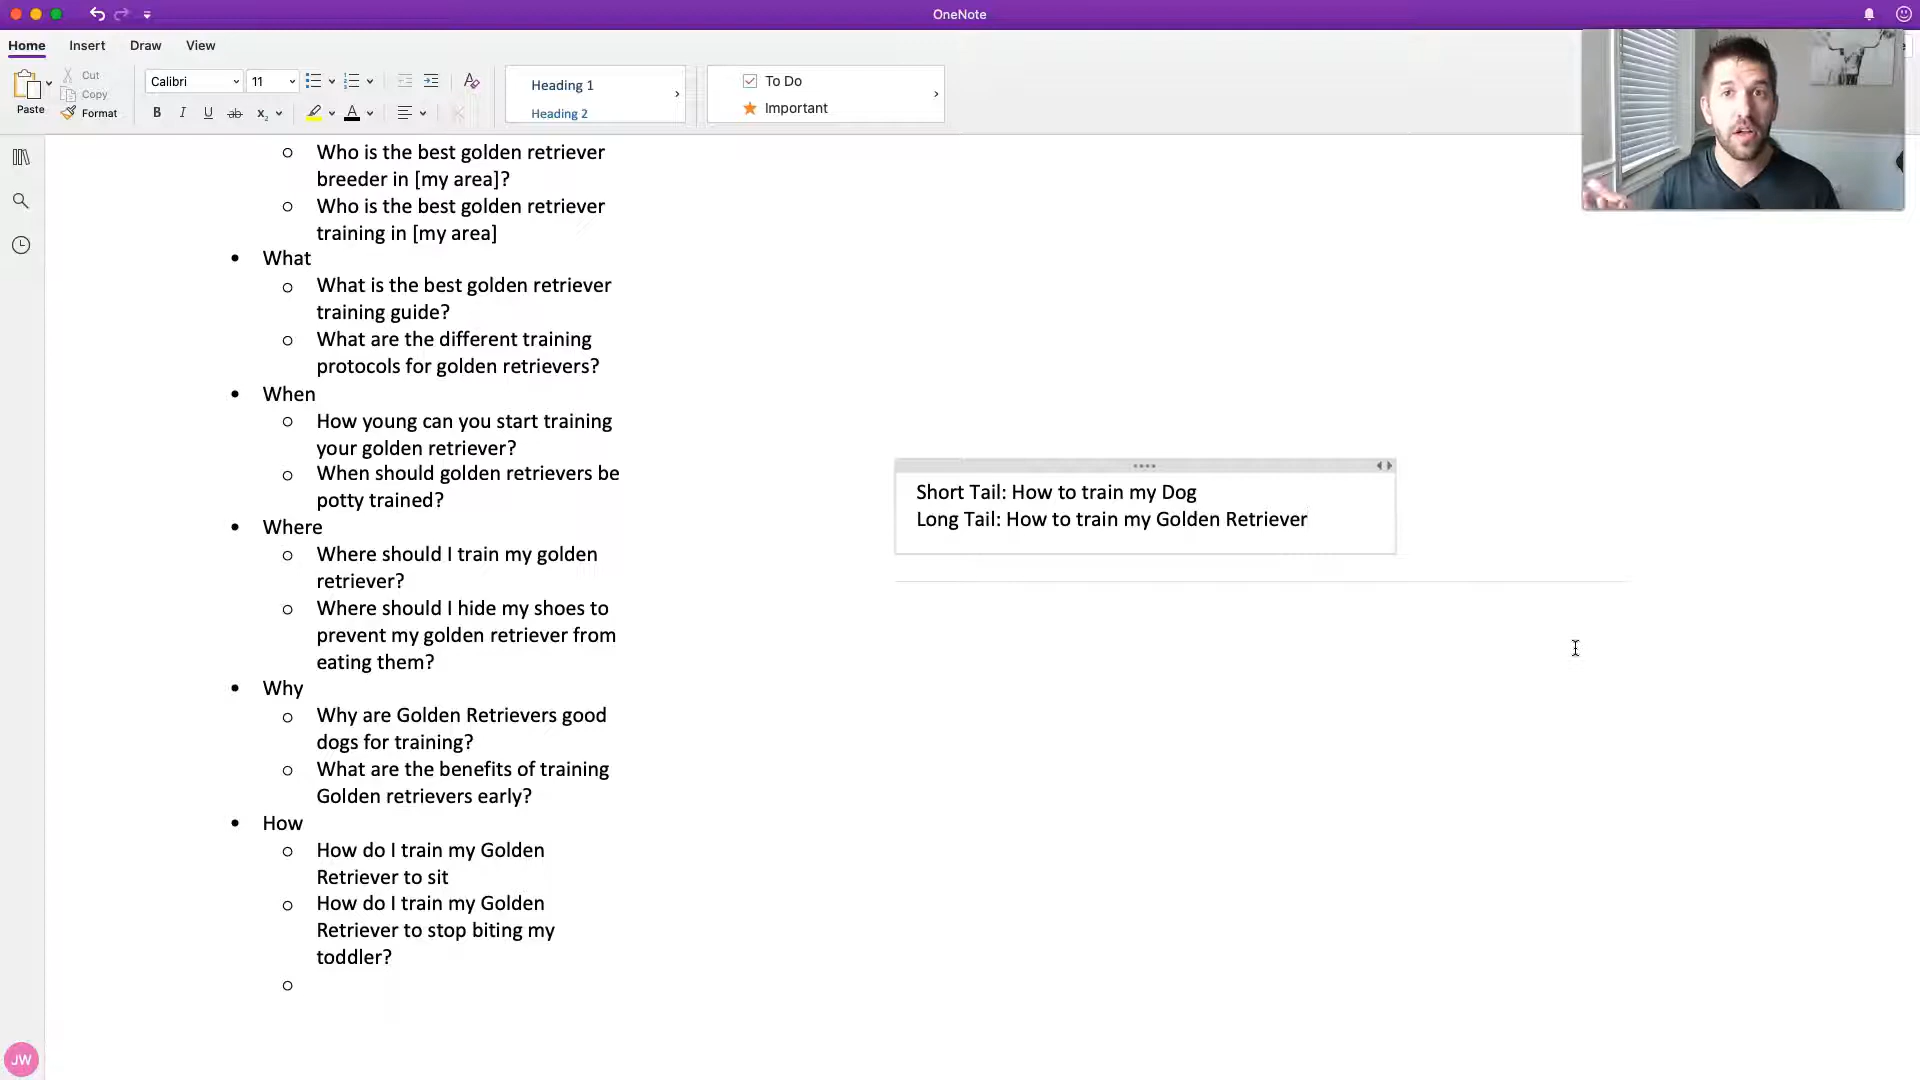 OneNote
Home Insert Draw View
Paste
Cut
Copy
Format
Calibri 11
B I U ab x₂ A
Heading 1
Heading 2
To Do
Important
Who is the best golden retriever
breeder in [my area]?
Who is the best golden retriever
training in [my area]
What
What is the best golden retriever
training guide?
What are the different training
protocols for golden retrievers?
When
How young can you start training
your golden retriever?
When should golden retrievers be
potty trained?
Where
Where should I train my golden
retriever?
Where should I hide my shoes to
prevent my golden retriever from
eating them?
Why
Why are Golden Retrievers good
dogs for training?
What are the benefits of training
Golden retrievers early?
How
How do I train my Golden
Retriever to sit
How do I train my Golden
Retriever to stop biting my
toddler?
Short Tail: How to train my Dog
Long Tail: How to train my Golden Retriever
JW